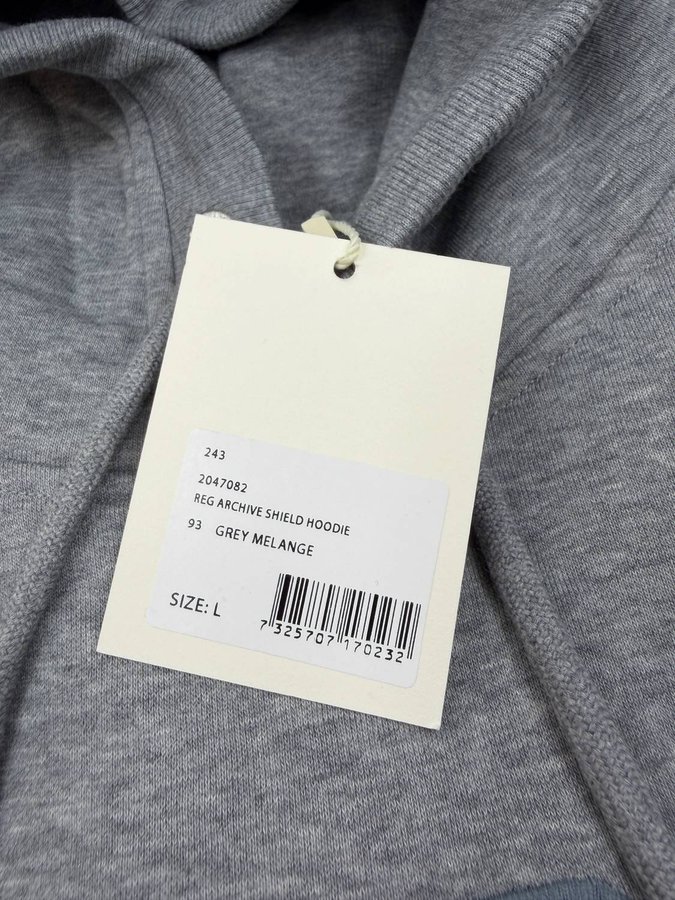 243
2047082
REG ARCHIVE SHIELD HOODIE
93 GREY MELANGE
SIZE: L
7 325707 170232